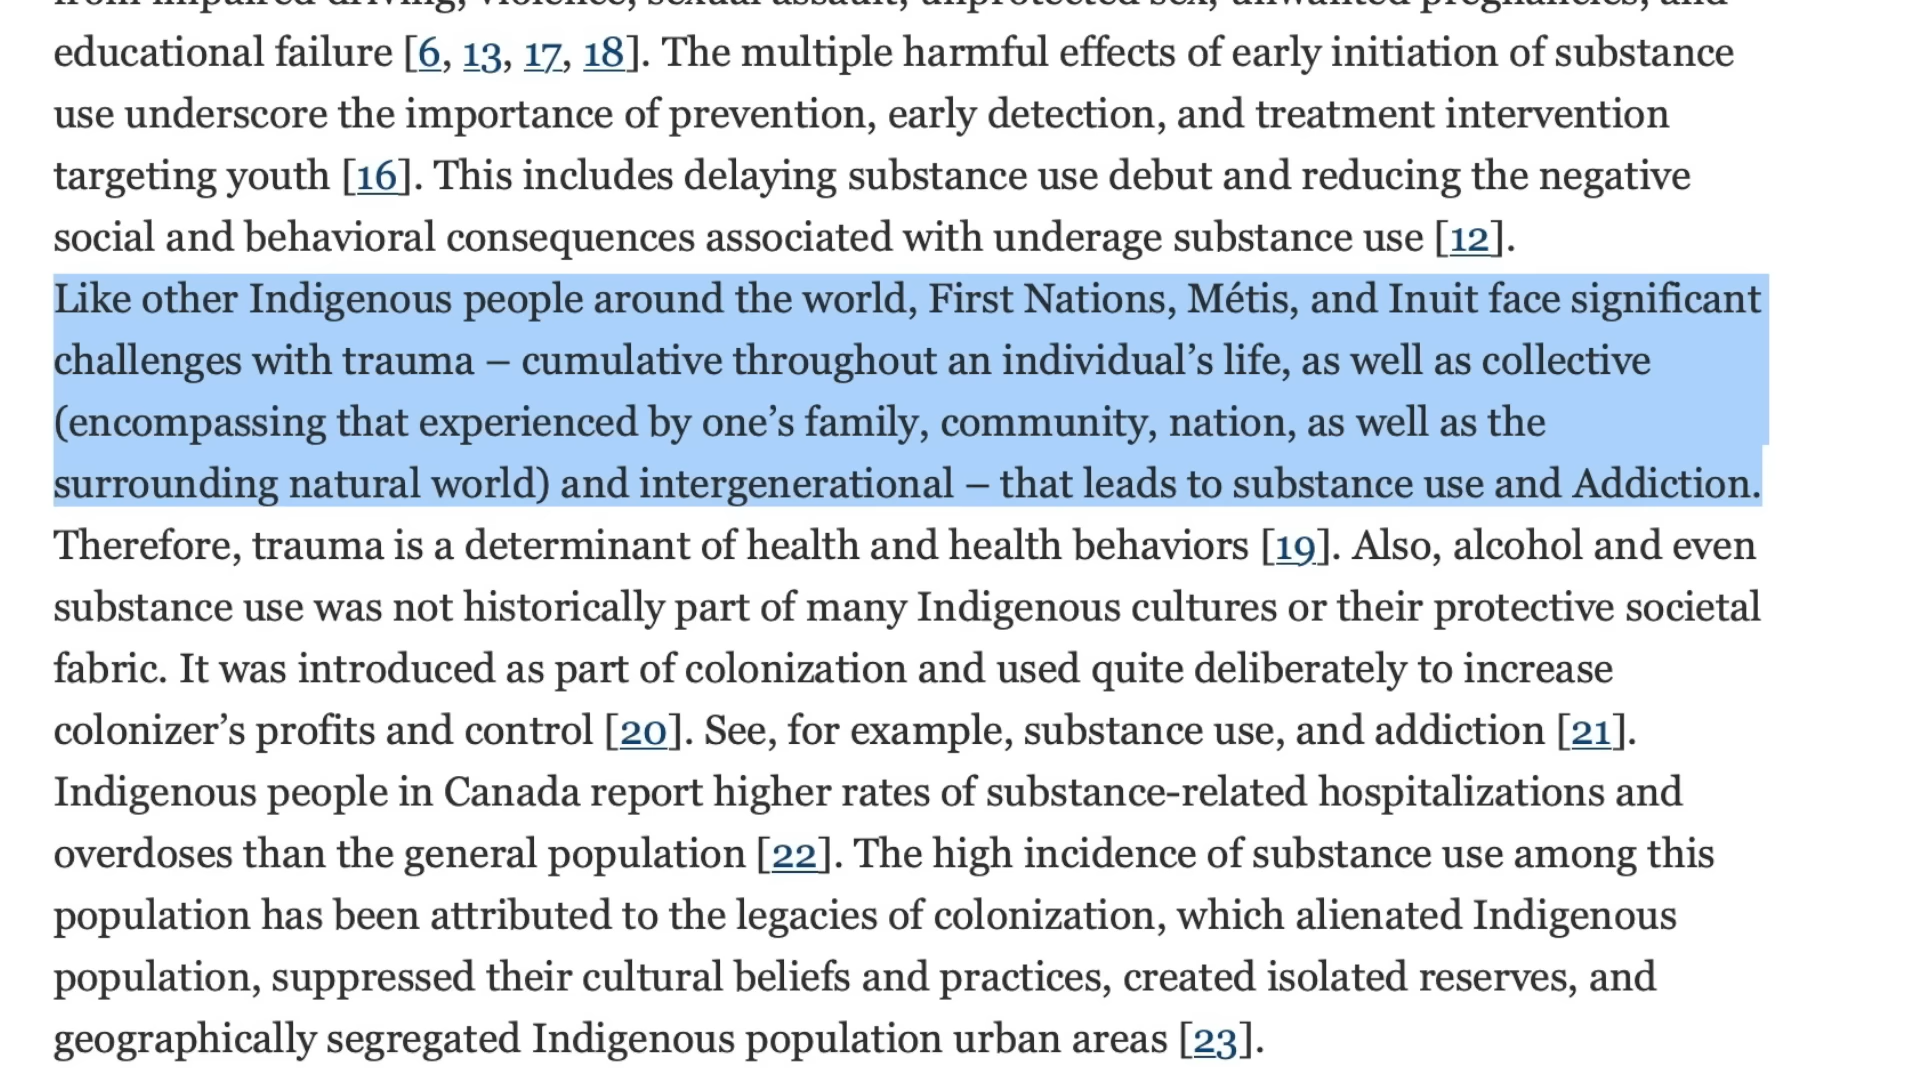 from impaired driving, violence, sexual assault, unprotected sex, unwanted pregnancies, and
educational failure [6, 13, 17, 18]. The multiple harmful effects of early initiation of substance
use underscore the importance of prevention, early detection, and treatment intervention
targeting youth [16]. This includes delaying substance use debut and reducing the negative
social and behavioral consequences associated with underage substance use [12].
Like other Indigenous people around the world, First Nations, Métis, and Inuit face significant
challenges with trauma – cumulative throughout an individual’s life, as well as collective
(encompassing that experienced by one’s family, community, nation, as well as the
surrounding natural world) and intergenerational – that leads to substance use and Addiction.
Therefore, trauma is a determinant of health and health behaviors [19]. Also, alcohol and even
substance use was not historically part of many Indigenous cultures or their protective societal
fabric. It was introduced as part of colonization and used quite deliberately to increase
colonizer’s profits and control [20]. See, for example, substance use, and addiction [21].
Indigenous people in Canada report higher rates of substance-related hospitalizations and
overdoses than the general population [22]. The high incidence of substance use among this
population has been attributed to the legacies of colonization, which alienated Indigenous
population, suppressed their cultural beliefs and practices, created isolated reserves, and
geographically segregated Indigenous population urban areas [23].